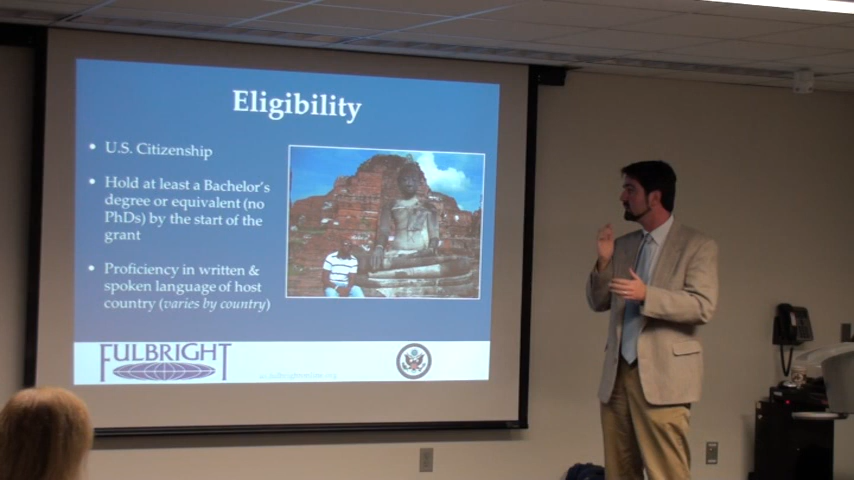 Eligibility
• U.S. Citizenship
• Hold at least a Bachelor's
degree or equivalent (no
PhDs) by the start of the
grant
• Proficiency in written &
spoken language of host
country (varies by country)
FULBRIGHT